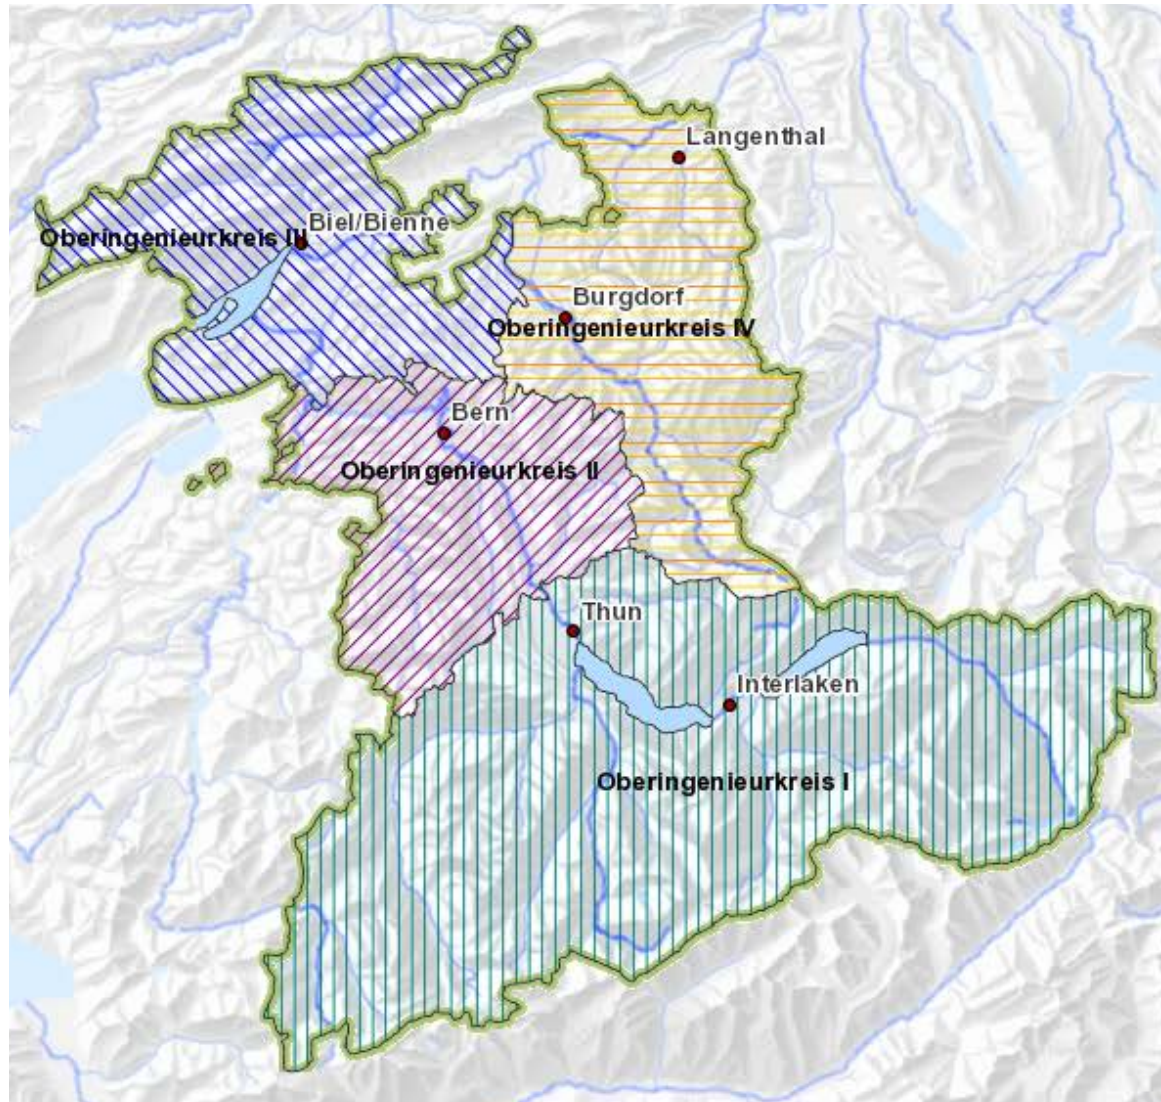 Langenthal
Biel/Bienne
Oberingenieurkreis III
Burgdorf
Oberingenieurkreis IV
Bern
Oberingenieurkreis II
Thun
Interlaken
Oberingenieurkreis I